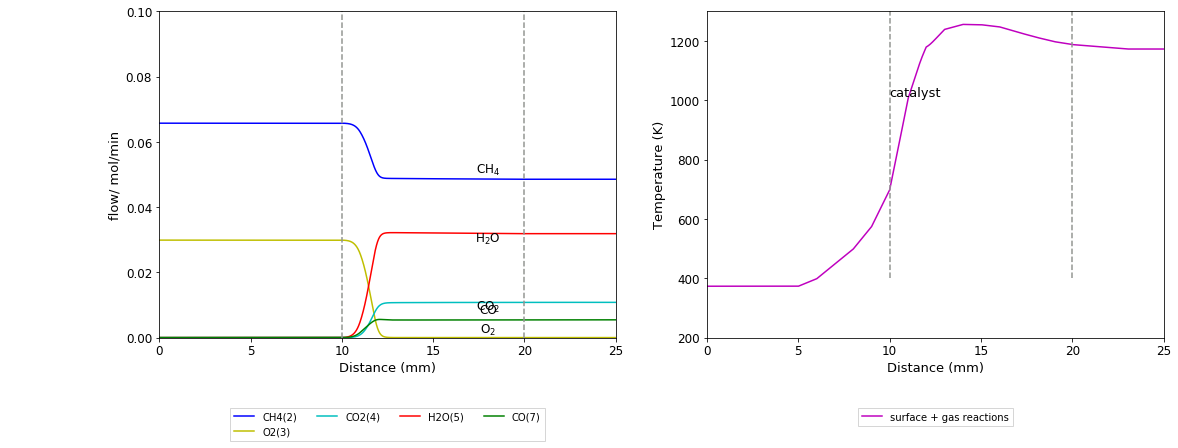 0.10
0.08
0.06
0.04
0.02
0.00
flow/ mol/min
CH₄
H₂O
CO₂
CO
O₂
0 5 10 15 20 25
Distance (mm)
CH4(2) CO2(4) H2O(5) CO(7)
O2(3)
1200
1000
800
600
400
200
Temperature (K)
catalyst
0 5 10 15 20 25
Distance (mm)
surface + gas reactions